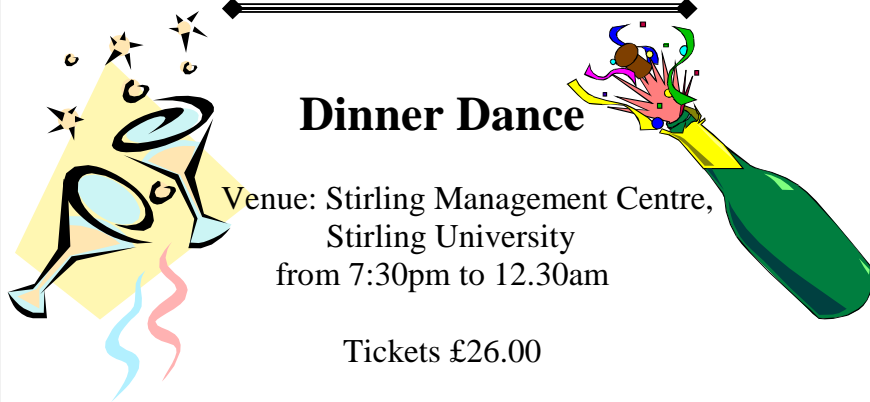 Dinner Dance
Venue: Stirling Management Centre,
Stirling University
from 7:30pm to 12.30am
Tickets £26.00